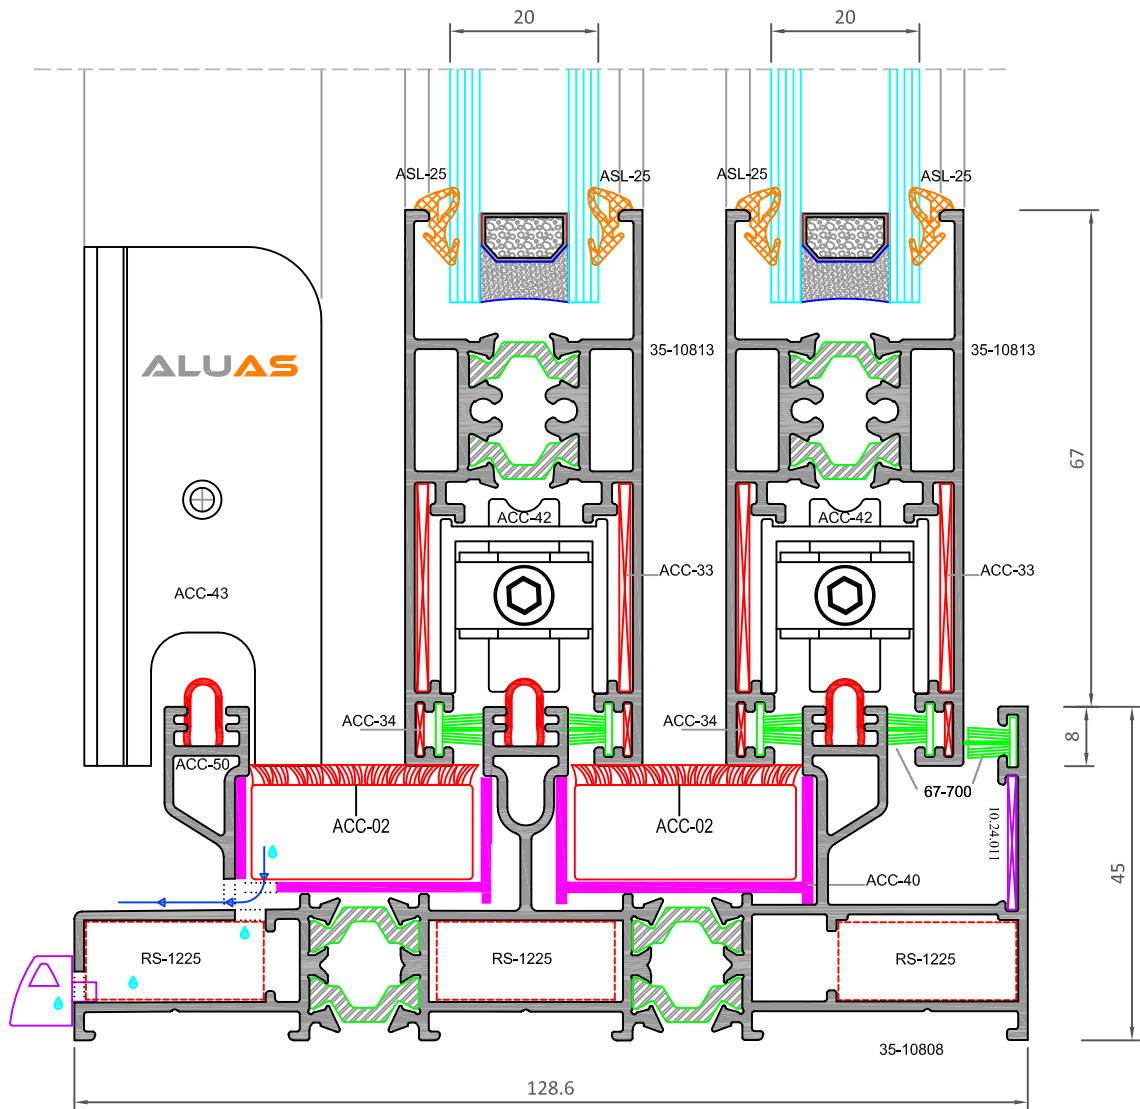 20
20
ASL-25
ASL-25
ASL-25
ASL-25
35-10813
35-10813
ALUAS
67
ACC-42
ACC-42
ACC-33
ACC-33
ACC-43
ACC-34
ACC-34
8
ACC-50
67-700
ACC-02
ACC-02
10.24.011
ACC-40
45
RS-1225
RS-1225
RS-1225
35-10808
128.6